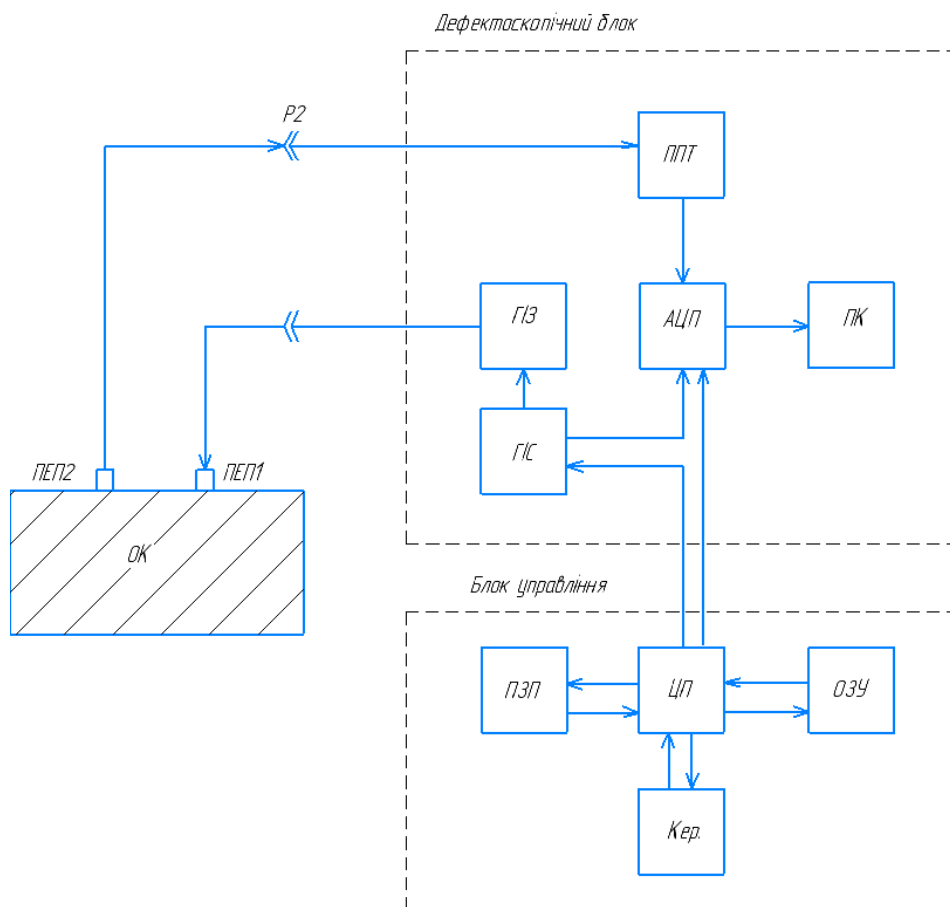 Дефектоскопічний блок
Р2
ППТ
ГІЗ
АЦП
ПК
ГІС
ПЕП2
ПЕП1
ОК
Блок управління
ПЗП
ЦП
ОЗУ
Кер.